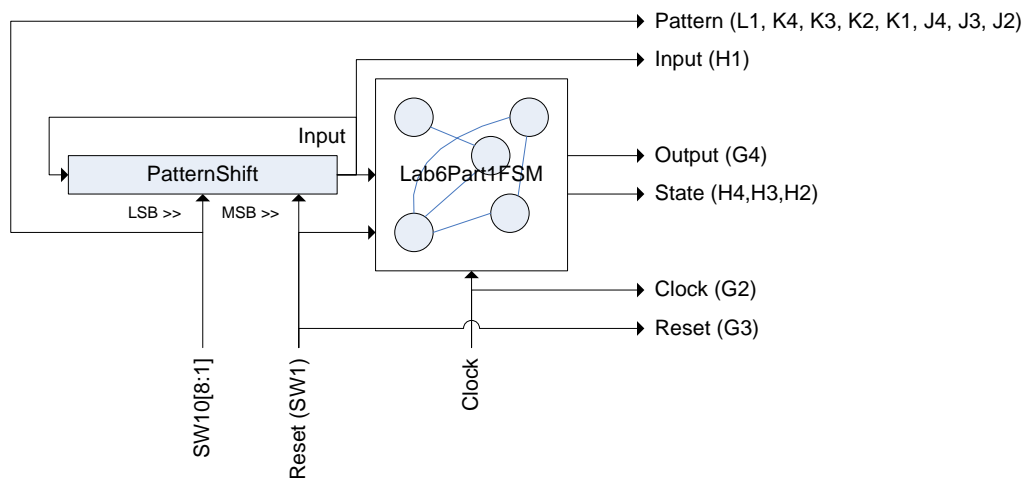 Pattern (L1, K4, K3, K2, K1, J4, J3, J2)
Input (H1)
Input
PatternShift
Lab6Part1FSM
Output (G4)
LSB >>
MSB >>
State (H4,H3,H2)
Clock (G2)
Reset (G3)
SW10[8:1]
Reset (SW1)
Clock